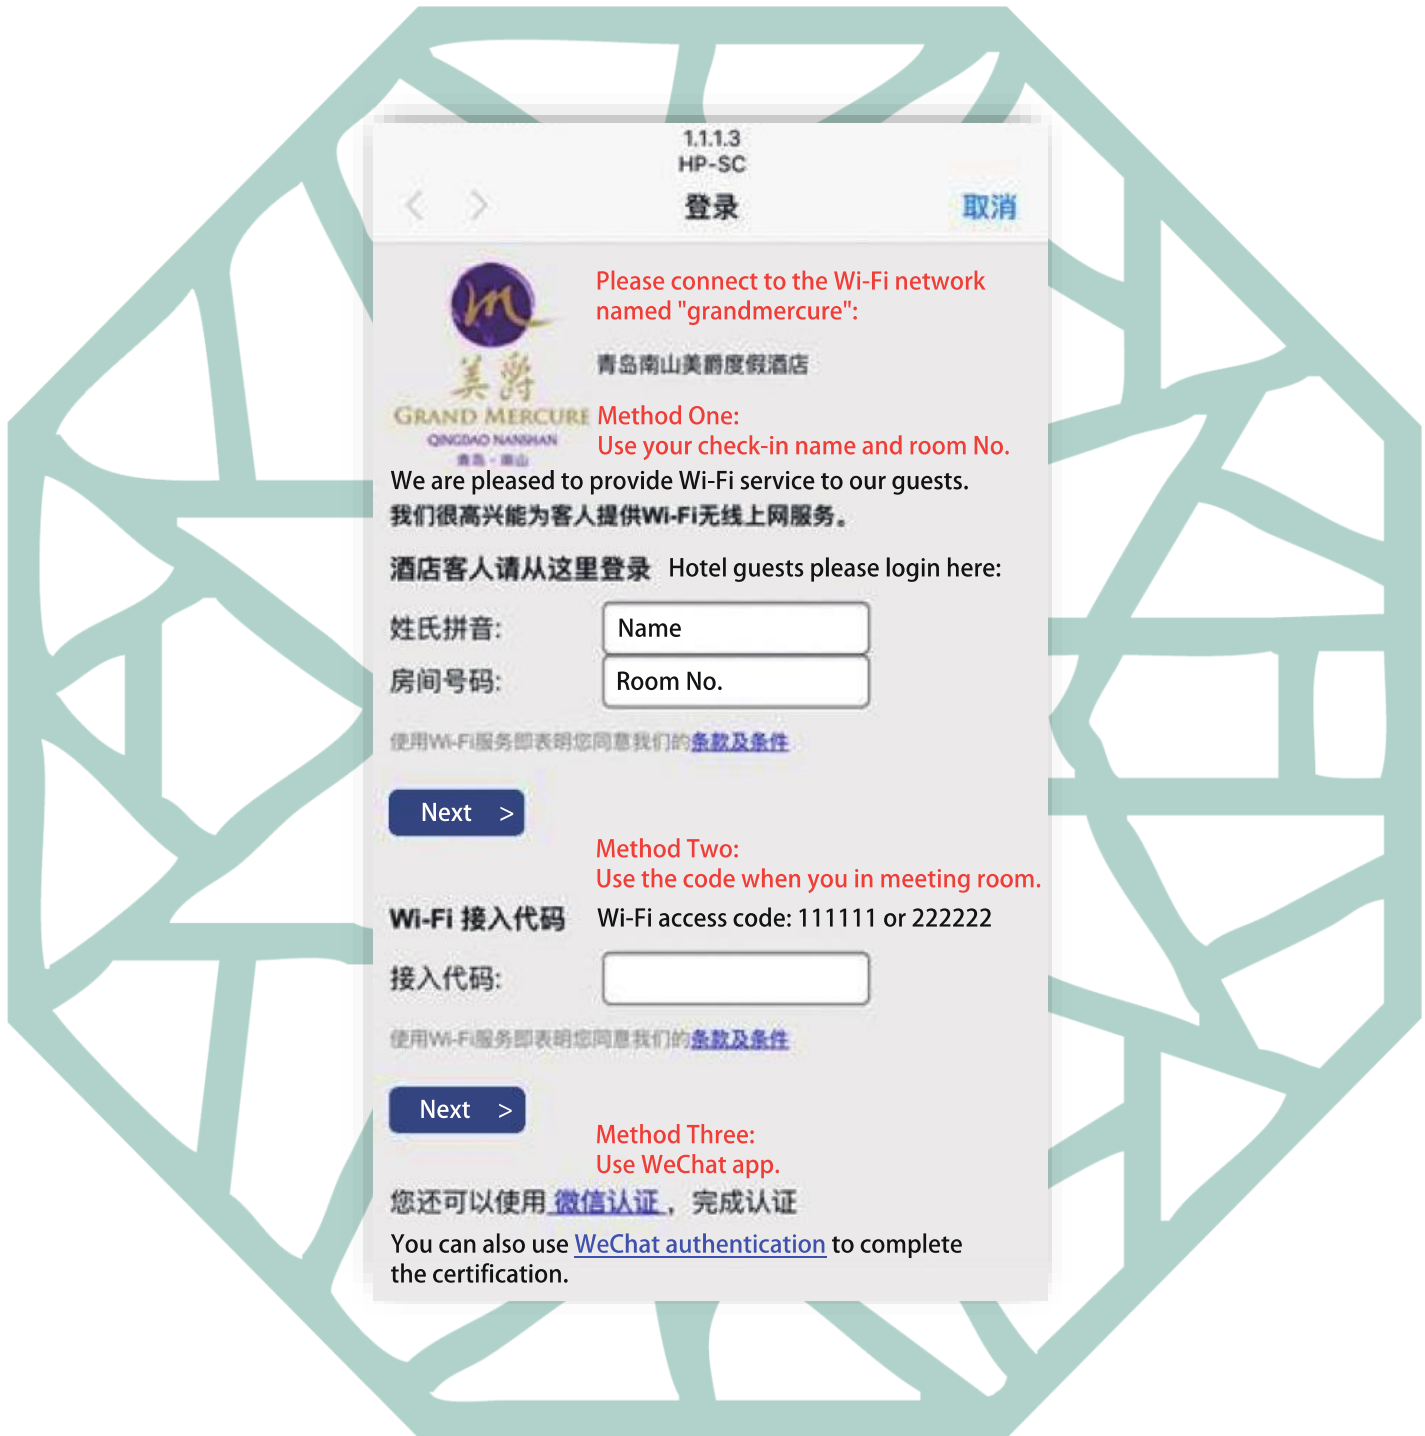 1.1.1.3
HP-SC
登录
取消
Please connect to the Wi-Fi network
named "grandmercure":
美爵
GRAND MERCURE
QINGDAO NANSHAN
青岛·南山
青岛南山美爵度假酒店
Method One:
Use your check-in name and room No.
We are pleased to provide Wi-Fi service to our guests.
我们很高兴能为客人提供Wi-Fi无线上网服务。
酒店客人请从这里登录 Hotel guests please login here:
姓氏拼音: Name
房间号码: Room No.
使用Wi-Fi服务即表明您同意我们的条款及条件
Next >
Method Two:
Use the code when you in meeting room.
Wi-Fi 接入代码 Wi-Fi access code: 111111 or 222222
接入代码:
使用Wi-Fi服务即表明您同意我们的条款及条件
Next >
Method Three:
Use WeChat app.
您还可以使用 微信认证 ，完成认证
You can also use WeChat authentication to complete
the certification.